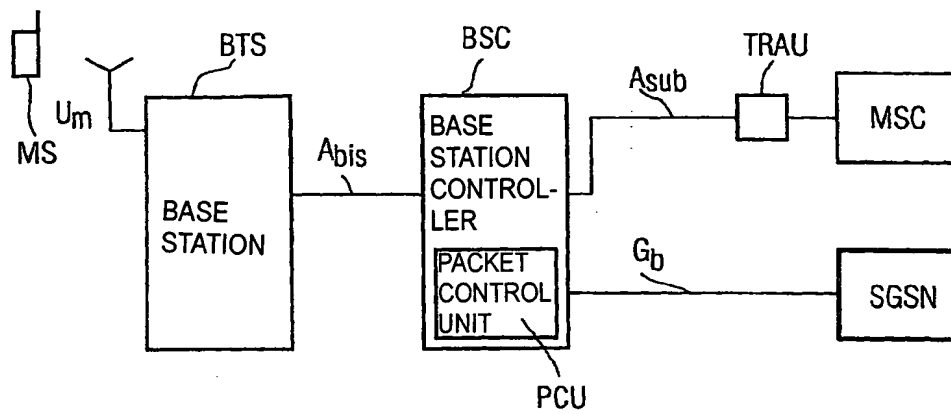 BTS
BSC
TRAU
MS
Um
Abis
Asub
MSC
BASE
STATION
BASE
STATION
CONTROL-
LER
PACKET
CONTROL
UNIT
Gb
SGSN
PCU